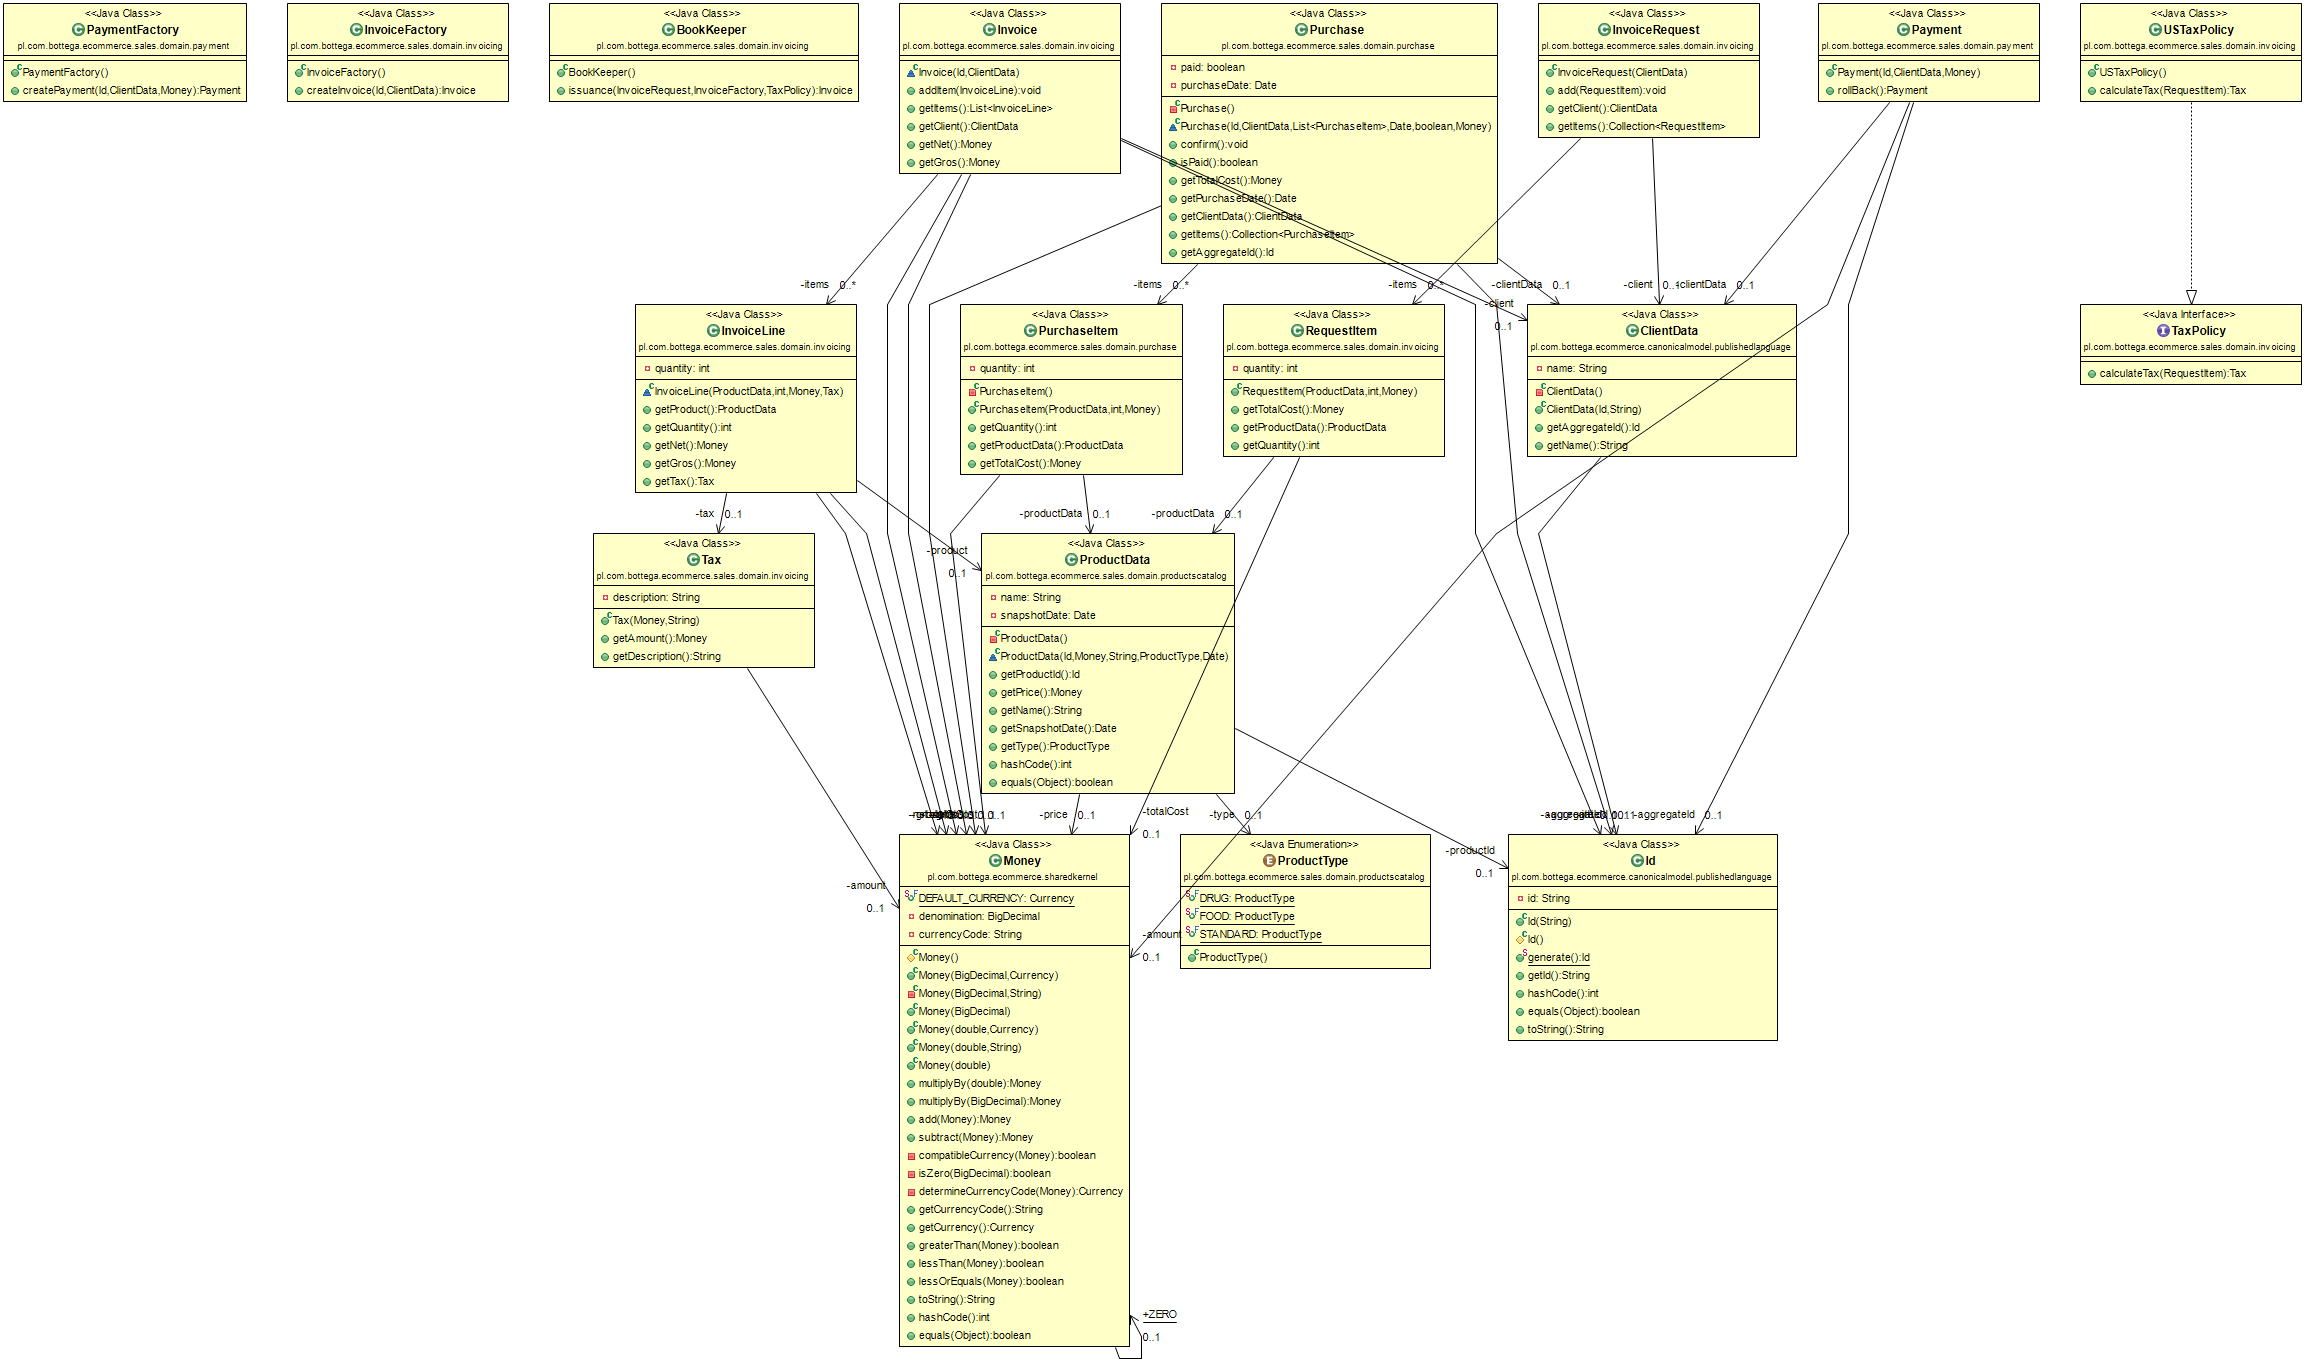 <<Java Class>>
PaymentFactory
pl.com.bottega.ecommerce.sales.domain.payment
PaymentFactory()
createPayment(Id,ClientData,Money):Payment
<<Java Class>>
InvoiceFactory
pl.com.bottega.ecommerce.sales.domain.invoicing
InvoiceFactory()
createInvoice(Id,ClientData):Invoice
<<Java Class>>
BookKeeper
pl.com.bottega.ecommerce.sales.domain.invoicing
BookKeeper()
issuance(InvoiceRequest,InvoiceFactory,TaxPolicy):Invoice
<<Java Class>>
Invoice
pl.com.bottega.ecommerce.sales.domain.invoicing
Invoice(Id,ClientData)
addItem(InvoiceLine):void
getItems():List<InvoiceLine>
getClient():ClientData
getNet():Money
getGros():Money
<<Java Class>>
Purchase
pl.com.bottega.ecommerce.sales.domain.purchase
paid: boolean
purchaseDate: Date
Purchase()
Purchase(Id,ClientData,List<PurchaseItem>,Date,boolean,Money)
confirm():void
isPaid():boolean
getTotalCost():Money
getPurchaseDate():Date
getClientData():ClientData
getItems():Collection<PurchaseItem>
getAggregateId():Id
<<Java Class>>
InvoiceRequest
pl.com.bottega.ecommerce.sales.domain.invoicing
InvoiceRequest(ClientData)
add(RequestItem):void
getClient():ClientData
getItems():Collection<RequestItem>
<<Java Class>>
Payment
pl.com.bottega.ecommerce.sales.domain.payment
Payment(Id,ClientData,Money)
rollBack():Payment
<<Java Class>>
USTaxPolicy
pl.com.bottega.ecommerce.sales.domain.invoicing
USTaxPolicy()
calculateTax(RequestItem):Tax
-items 0..*
-items 0..*
-items 0..*
-clientData 0..1
-client 0..1
-clientData 0..1
-client
0..1
<<Java Class>>
InvoiceLine
pl.com.bottega.ecommerce.sales.domain.invoicing
quantity: int
InvoiceLine(ProductData,int,Money,Tax)
getProduct():ProductData
getQuantity():int
getNet():Money
getGros():Money
getTax():Tax
<<Java Class>>
PurchaseItem
pl.com.bottega.ecommerce.sales.domain.purchase
quantity: int
PurchaseItem()
PurchaseItem(ProductData,int,Money)
getQuantity():int
getProductData():ProductData
getTotalCost():Money
<<Java Class>>
RequestItem
pl.com.bottega.ecommerce.sales.domain.invoicing
quantity: int
RequestItem(ProductData,int,Money)
getTotalCost():Money
getProductData():ProductData
getQuantity():int
<<Java Class>>
ClientData
pl.com.bottega.ecommerce.canonicalmodel.publishedlanguage
name: String
ClientData()
ClientData(Id,String)
getAggregateId():Id
getName():String
<<Java Interface>>
TaxPolicy
pl.com.bottega.ecommerce.sales.domain.invoicing
calculateTax(RequestItem):Tax
-tax 0..1
-productData 0..1
-productData 0..1
-product
0..1
<<Java Class>>
Tax
pl.com.bottega.ecommerce.sales.domain.invoicing
description: String
Tax(Money,String)
getAmount():Money
getDescription():String
<<Java Class>>
ProductData
pl.com.bottega.ecommerce.sales.domain.productscatalog
name: String
snapshotDate: Date
ProductData()
ProductData(Id,Money,String,ProductType,Date)
getProductId():Id
getPrice():Money
getName():String
getSnapshotDate():Date
getType():ProductType
hashCode():int
equals(Object):boolean
-price 0..1
-totalCost
0..1
-type 0..1
-aggregateId 0..1
-productId
0..1
-amount
0..1
-amount
0..1
<<Java Class>>
Money
pl.com.bottega.ecommerce.sharedkernel
DEFAULT_CURRENCY: Currency
denomination: BigDecimal
currencyCode: String
Money()
Money(BigDecimal,Currency)
Money(BigDecimal,String)
Money(BigDecimal)
Money(double,Currency)
Money(double,String)
Money(double)
multiplyBy(double):Money
multiplyBy(BigDecimal):Money
add(Money):Money
subtract(Money):Money
compatibleCurrency(Money):boolean
isZero(BigDecimal):boolean
determineCurrencyCode(Money):Currency
getCurrencyCode():String
getCurrency():Currency
greaterThan(Money):boolean
lessThan(Money):boolean
lessOrEquals(Money):boolean
toString():String
hashCode():int
equals(Object):boolean
+ZERO
0..1
<<Java Enumeration>>
ProductType
pl.com.bottega.ecommerce.sales.domain.productscatalog
DRUG: ProductType
FOOD: ProductType
STANDARD: ProductType
ProductType()
<<Java Class>>
Id
pl.com.bottega.ecommerce.canonicalmodel.publishedlanguage
id: String
Id(String)
Id()
generate():Id
getId():String
hashCode():int
equals(Object):boolean
toString():String